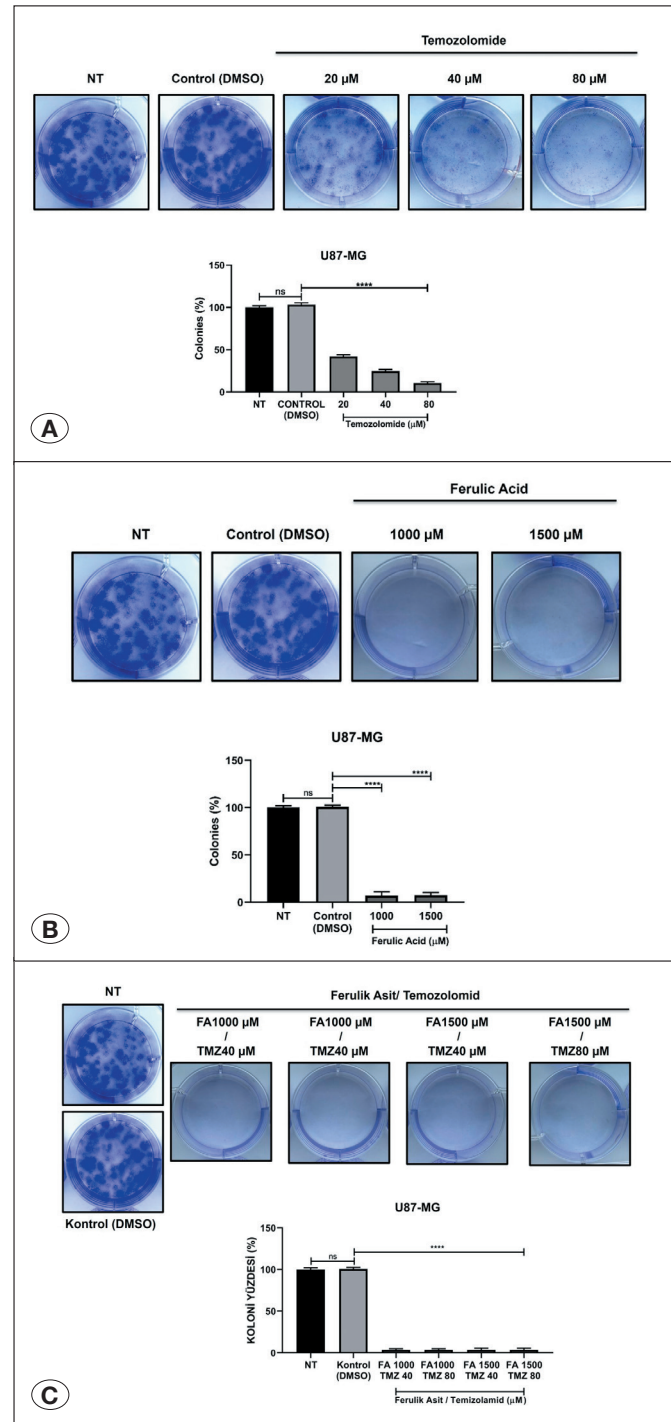 Temozolomide
NT
Control (DMSO)
20 µM
40 µM
80 µM
U87-MG
Colonies (%)
150
100
50
0
ns
****
NT
CONTROL
(DMSO)
20
40
80
Temozolomide (µM)
A
Ferulic Acid
NT
Control (DMSO)
1000 µM
1500 µM
U87-MG
Colonies (%)
150
100
50
0
ns
****
****
NT
Control
(DMSO)
1000
1500
Ferulic Acid (µM)
B
NT
Kontrol (DMSO)
Ferulik Asit/ Temozolomid
FA1000 µM
/
TMZ40 µM
FA1000 µM
/
TMZ40 µM
FA1500 µM
/
TMZ40 µM
FA1500 µM
/
TMZ80 µM
U87-MG
KOLONİ YÜZDESİ (%)
150
100
50
0
ns
****
NT
Kontrol
(DMSO)
FA 1000
TMZ 40
FA1000
TMZ 80
FA 1500
TMZ 40
FA 1500
TMZ 80
Ferulik Asit / Temizolamid (µM)
C